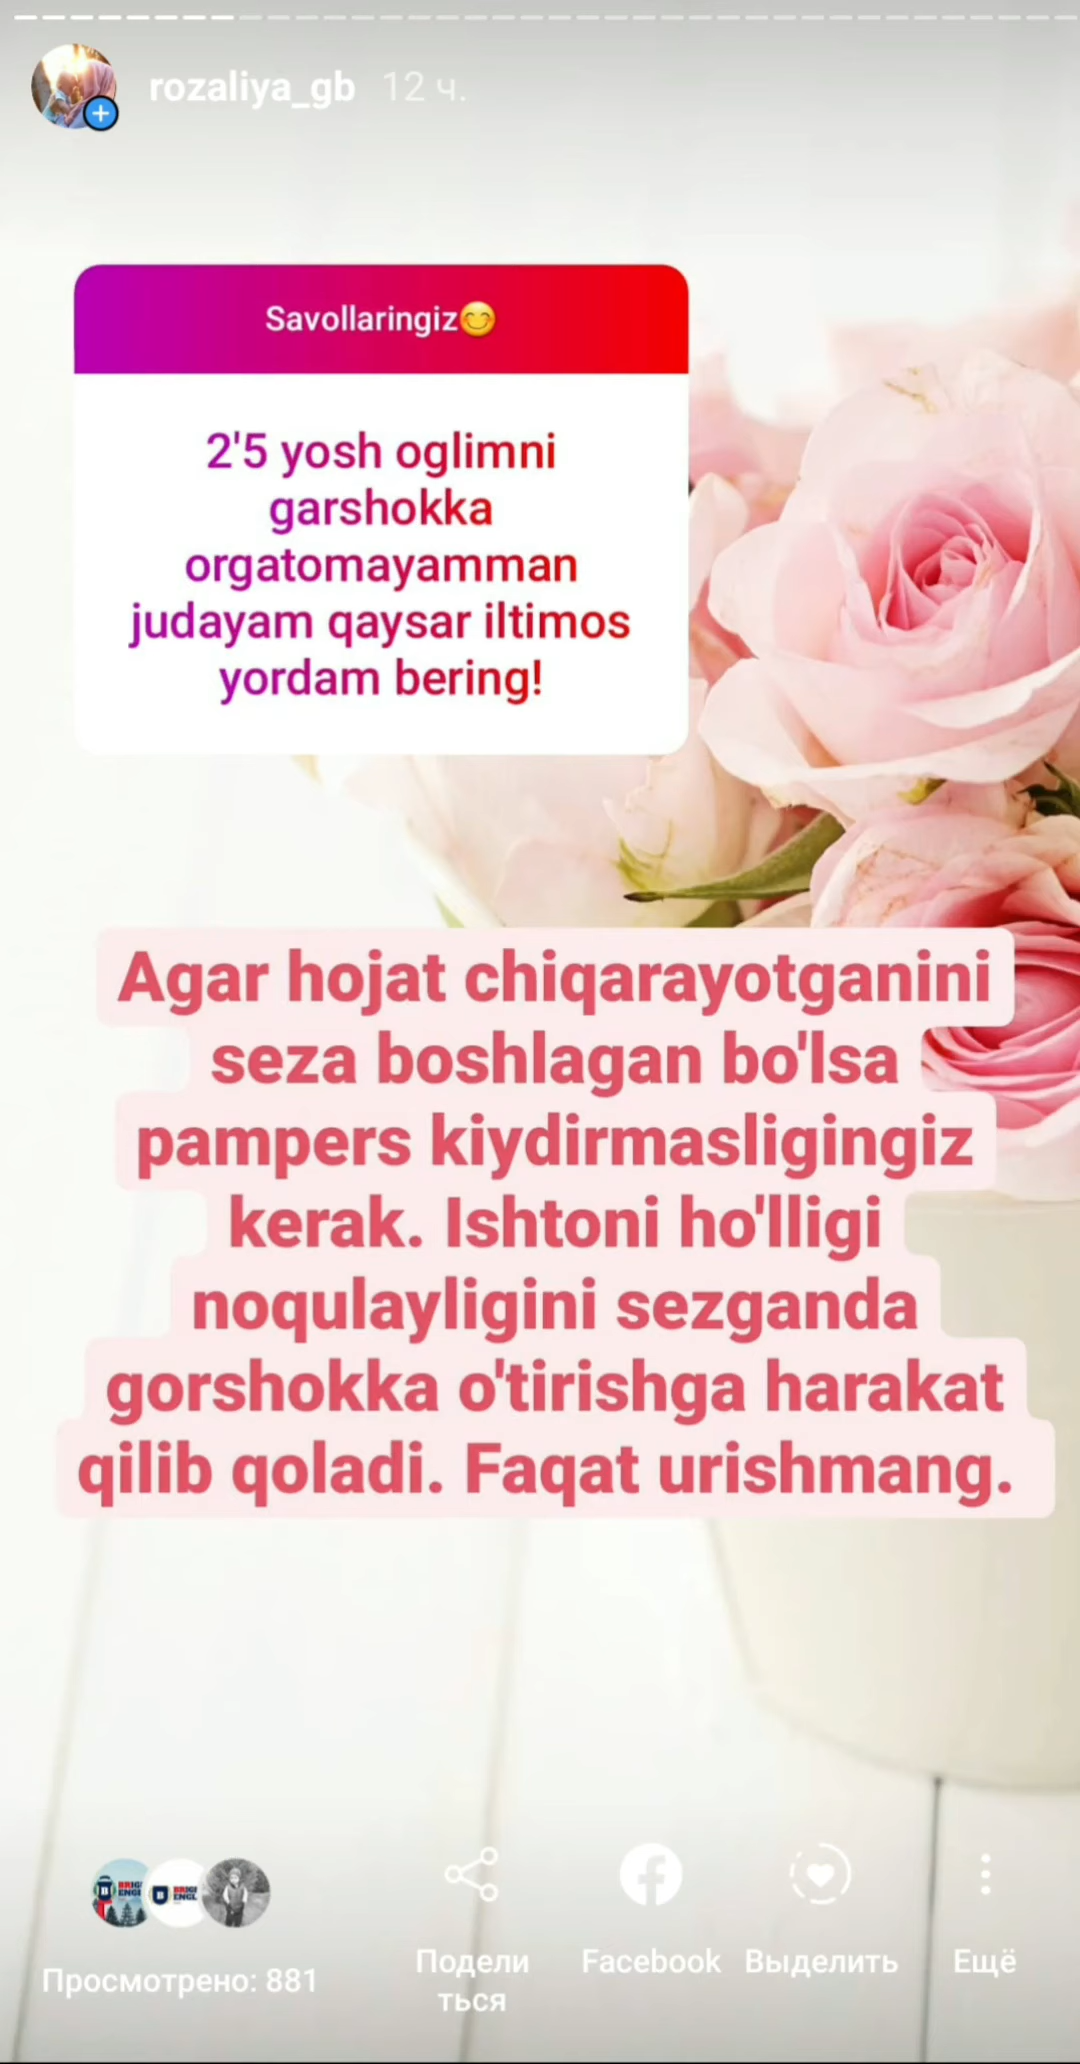 rozaliya_gb 12 ч.
Savollaringiz😊
2'5 yosh oglimni
garshokka
orgatomayamman
judayam qaysar iltimos
yordam bering!
Agar hojat chiqarayotganini
seza boshlagan bo'lsa
pampers kiydirmasligingiz
kerak. Ishtoni ho'lligi
noqulayligini sezganda
gorshokka o'tirishga harakat
qilib qoladi. Faqat urishmang.
Просмотрено: 881
Подели
ться
Facebook
Выделить
Ещё